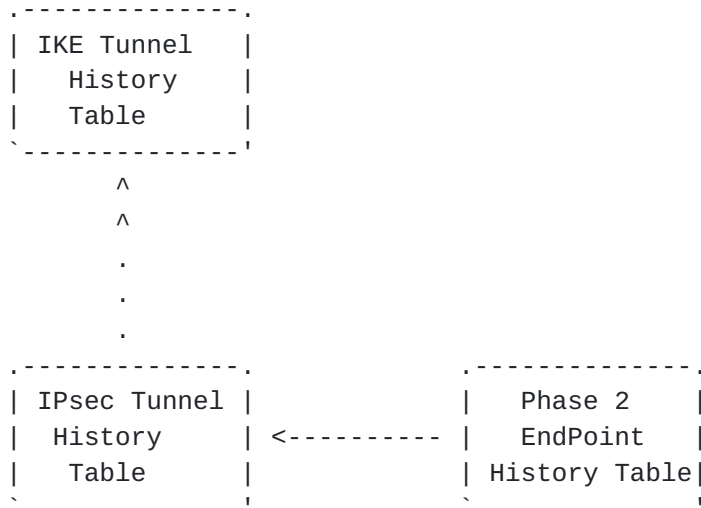 .--------------.
| IKE Tunnel   |
|   History    |
|   Table      |
`--------------'
       ^
       ^
       .
       .
       .
.--------------.             .--------------.
| IPsec Tunnel |             |   Phase 2    |
|  History     | <---------- |   EndPoint   |
|   Table      |             | History Table|
`              '             `              '